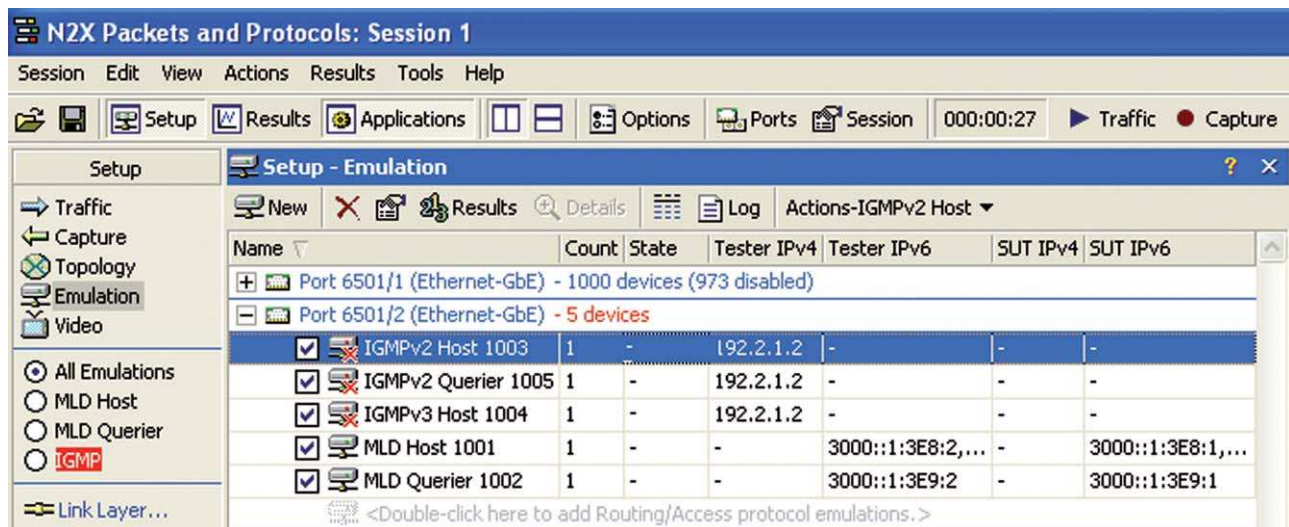 N2X Packets and Protocols: Session 1
Session Edit View Actions Results Tools Help
Setup Results Applications Options Ports Session 000:00:27 Traffic Capture
Setup
Traffic
Capture
Topology
Emulation
Video
All Emulations
MLD Host
MLD Querier
IGMP
Link Layer...
Setup - Emulation ? ×
New Results Details Log Actions-IGMPv2 Host
Name Count State Tester IPv4 Tester IPv6 SUT IPv4 SUT IPv6
Port 6501/1 (Ethernet-GbE) - 1000 devices (973 disabled)
Port 6501/2 (Ethernet-GbE) - 5 devices
IGMPv2 Host 1003 1 - 192.2.1.2 - - -
IGMPv2 Querier 1005 1 - 192.2.1.2 - - -
IGMPv3 Host 1004 1 - 192.2.1.2 - - -
MLD Host 1001 1 - - 3000::1:3E8:2,... - 3000::1:3E8:1,...
MLD Querier 1002 1 - - 3000::1:3E9:2 - 3000::1:3E9:1
<Double-click here to add Routing/Access protocol emulations.>